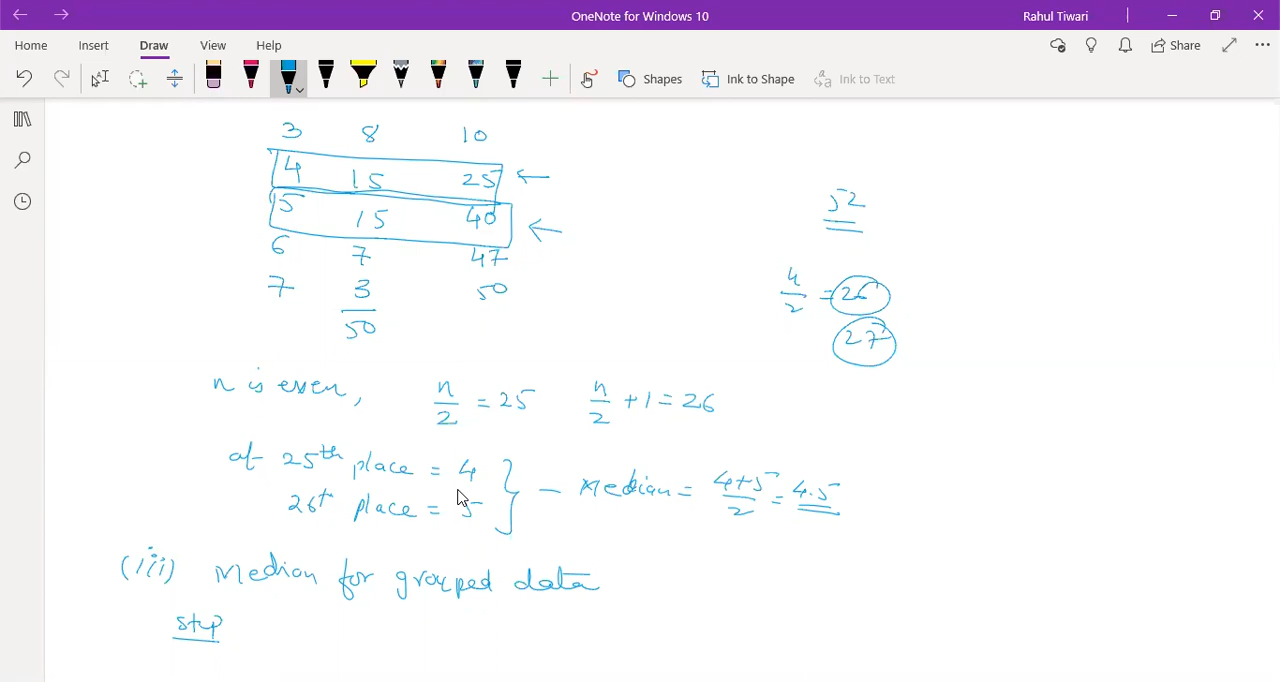 OneNote for Windows 10
Rahul Tiwari
Home Insert Draw View Help
Share
Shapes Ink to Shape Ink to Text
3 8 10
4 15 25 ←
5 15 40 ←
6 7 47
7 3 50
50
52
4/2 = 26
27
n is even, n/2 = 25 n/2 + 1 = 26
at 25th place = 4
26th place = 5
} — Median = 4+5/2 = 4.5
(iii) Median for grouped data
step